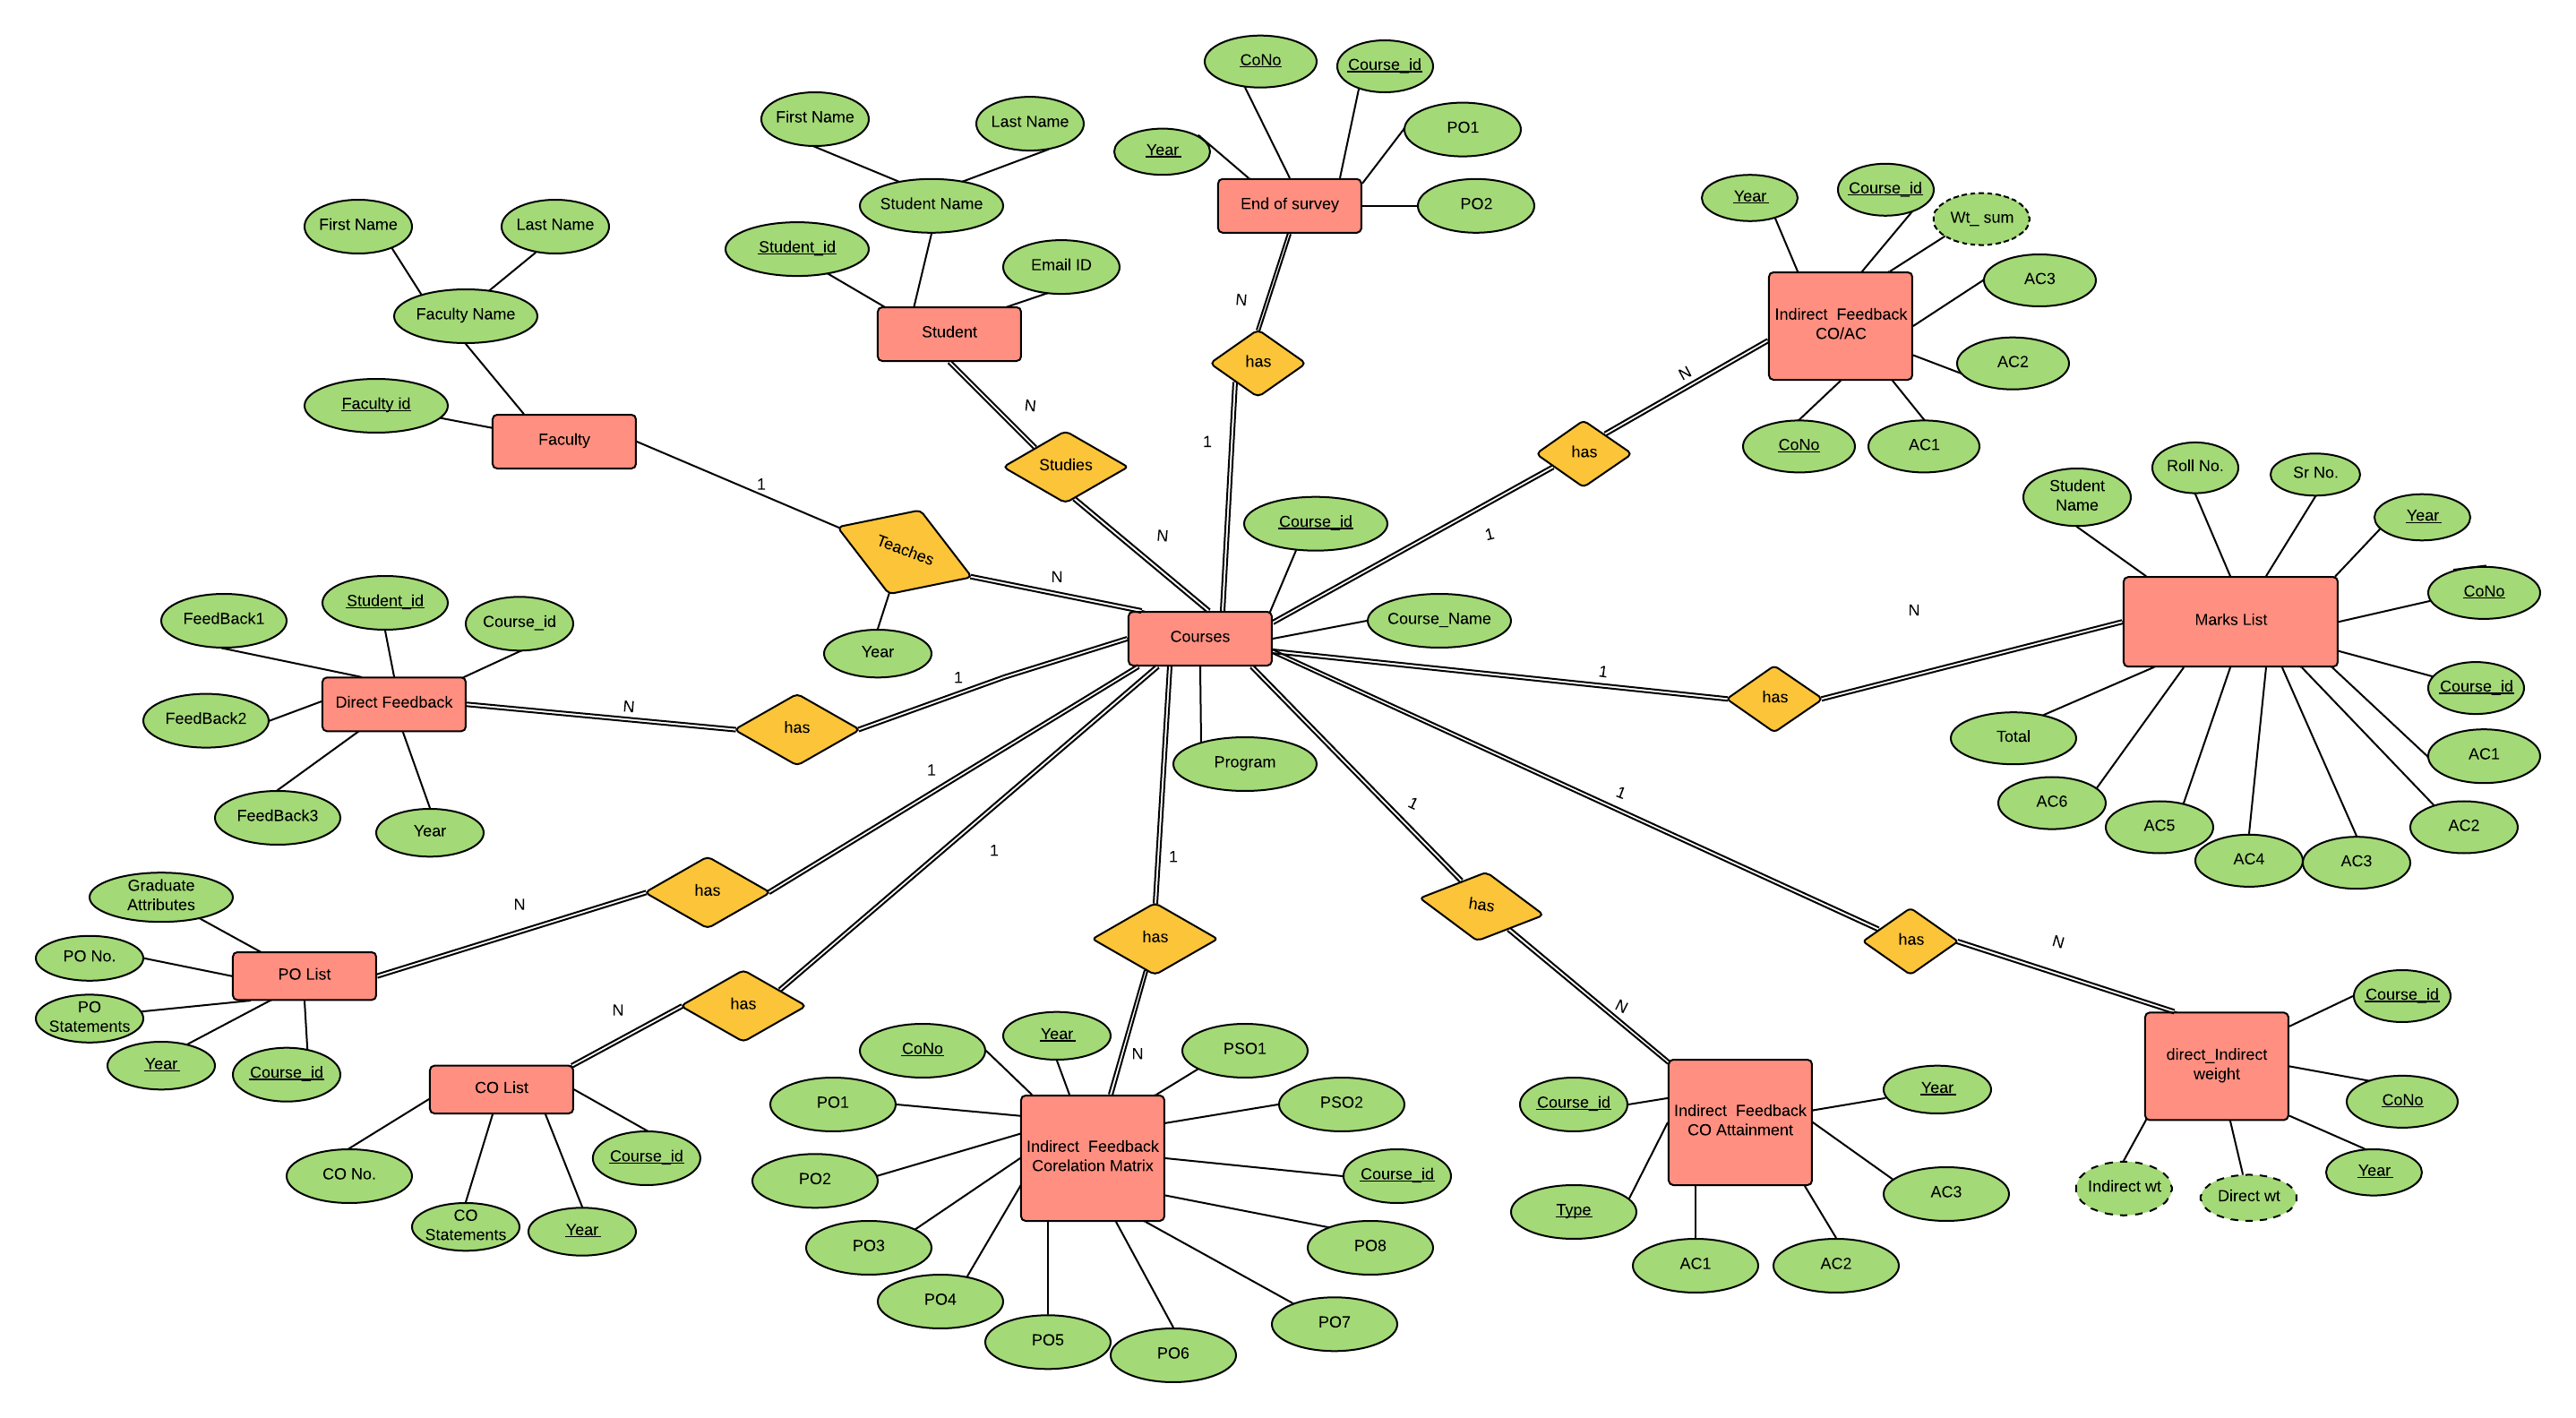 CoNo
Course_id
Year
PO1
PO2
End of survey
N
has
1
First Name
Last Name
Student Name
Student_id
Email ID
Student
N
Studies
N
First Name
Last Name
Faculty Name
Faculty id
Faculty
1
Teaches
N
Year
Year
Course_id
Wt_ sum
AC3
AC2
AC1
CoNo
Indirect  Feedback
CO/AC
N
has
1
Course_id
Course_Name
Courses
Program
Student
Name
Roll No.
Sr No.
Year
CoNo
Course_id
Marks List
Total
AC6
AC5
AC4
AC3
AC2
AC1
N
has
1
FeedBack1
Student_id
Course_id
FeedBack2
Direct Feedback
FeedBack3
Year
N
has
1
Graduate
Attributes
PO No.
PO
Statements
Year
Course_id
PO List
N
has
1
CO List
CO No.
CO
Statements
Year
Course_id
N
has
1
1
has
N
CoNo
Year
PSO1
PO1
PSO2
PO2
Indirect  Feedback
Corelation Matrix
Course_id
PO3
PO8
PO4
PO7
PO5
PO6
1
has
N
Course_id
Year
Indirect  Feedback
CO Attainment
Type
AC3
AC1
AC2
1
has
N
Course_id
direct_Indirect
weight
CoNo
Indirect wt
Direct wt
Year